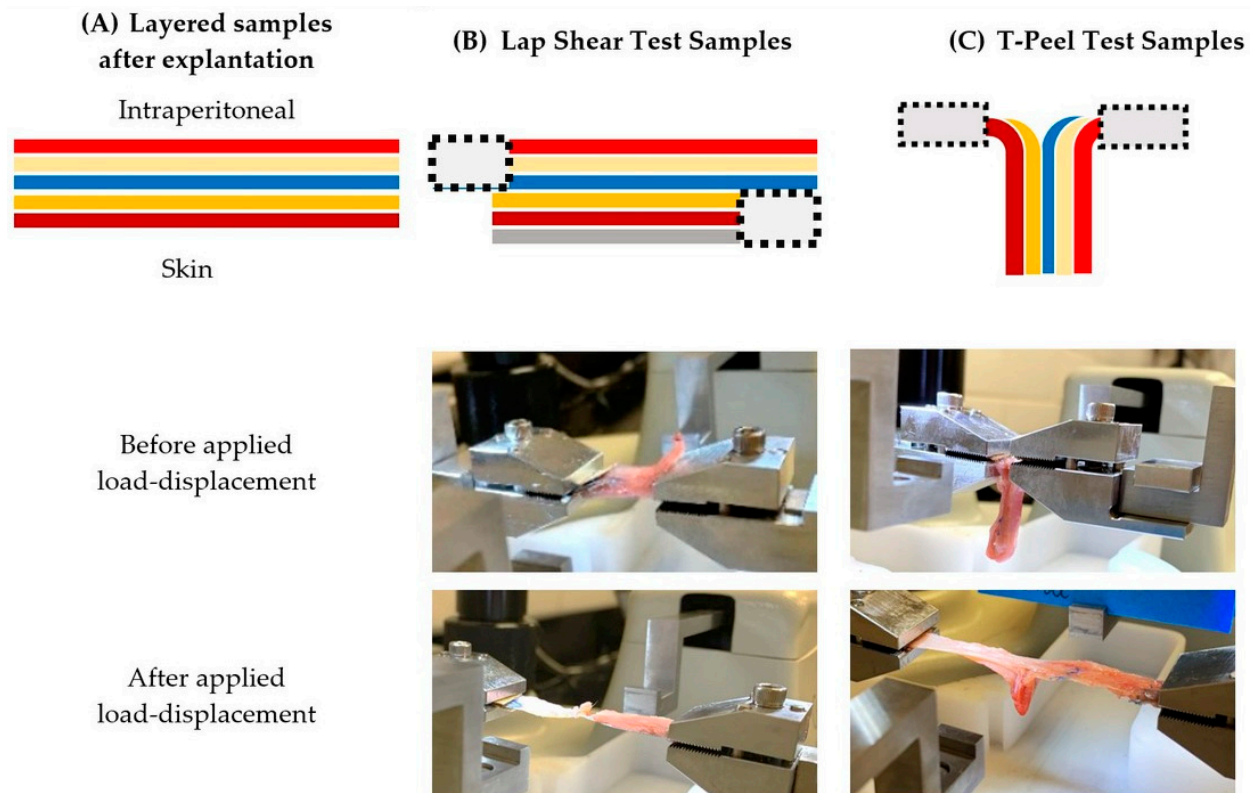 (A) Layered samples
after explantation
(B) Lap Shear Test Samples
(C) T-Peel Test Samples
Intraperitoneal
Skin
Before applied
load-displacement
After applied
load-displacement